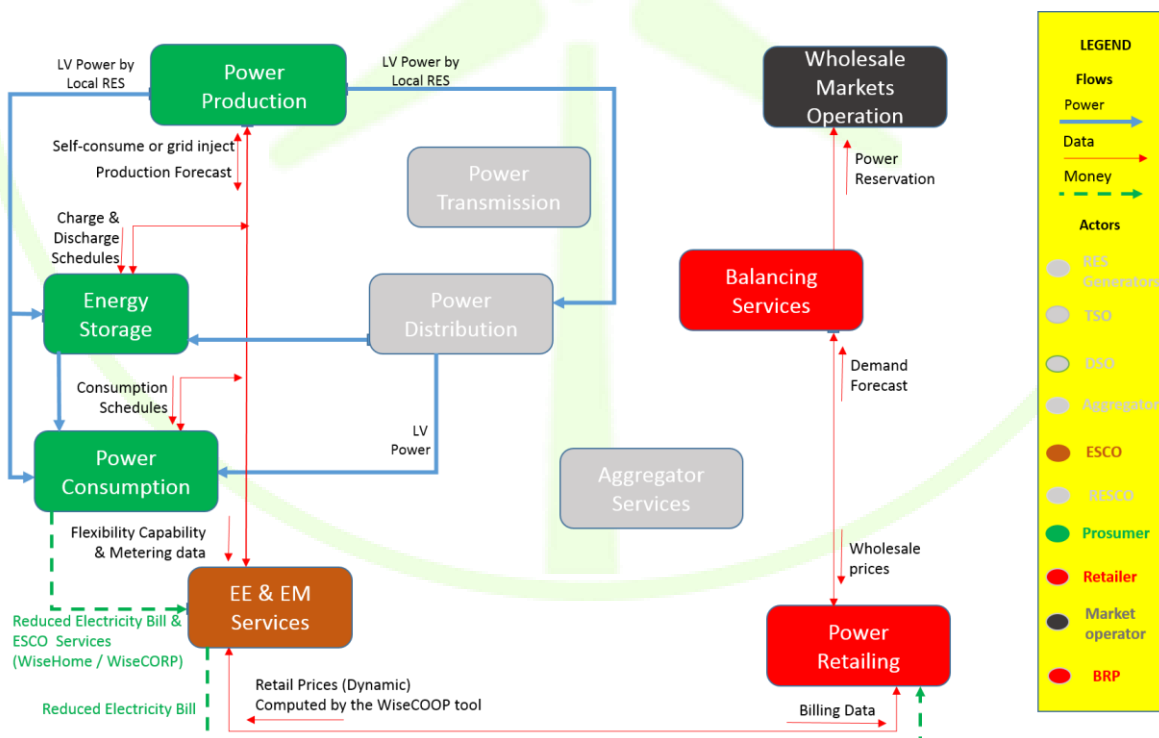 LV Power by
Local RES
Power
Production
LV Power by
Local RES
Wholesale
Markets
Operation
Self-consume or grid inject
Production Forecast
Power
Transmission
Power
Reservation
Charge &
Discharge
Schedules
Energy
Storage
Power
Distribution
Balancing
Services
Consumption
Schedules
Demand
Forecast
Power
Consumption
LV
Power
Aggregator
Services
Flexibility Capability
& Metering data
Wholesale
prices
EE & EM
Services
Reduced Electricity Bill &
ESCO Services
(WiseHome / WiseCORP)
Power
Retailing
Retail Prices (Dynamic)
Computed by the WiseCOOP tool
Reduced Electricity Bill
Billing Data
LEGEND
Flows
Power
Data
Money
Actors
RES
Generators
TSO
DSO
Aggregator
ESCO
RESCO
Prosumer
Retailer
Market
operator
BRP